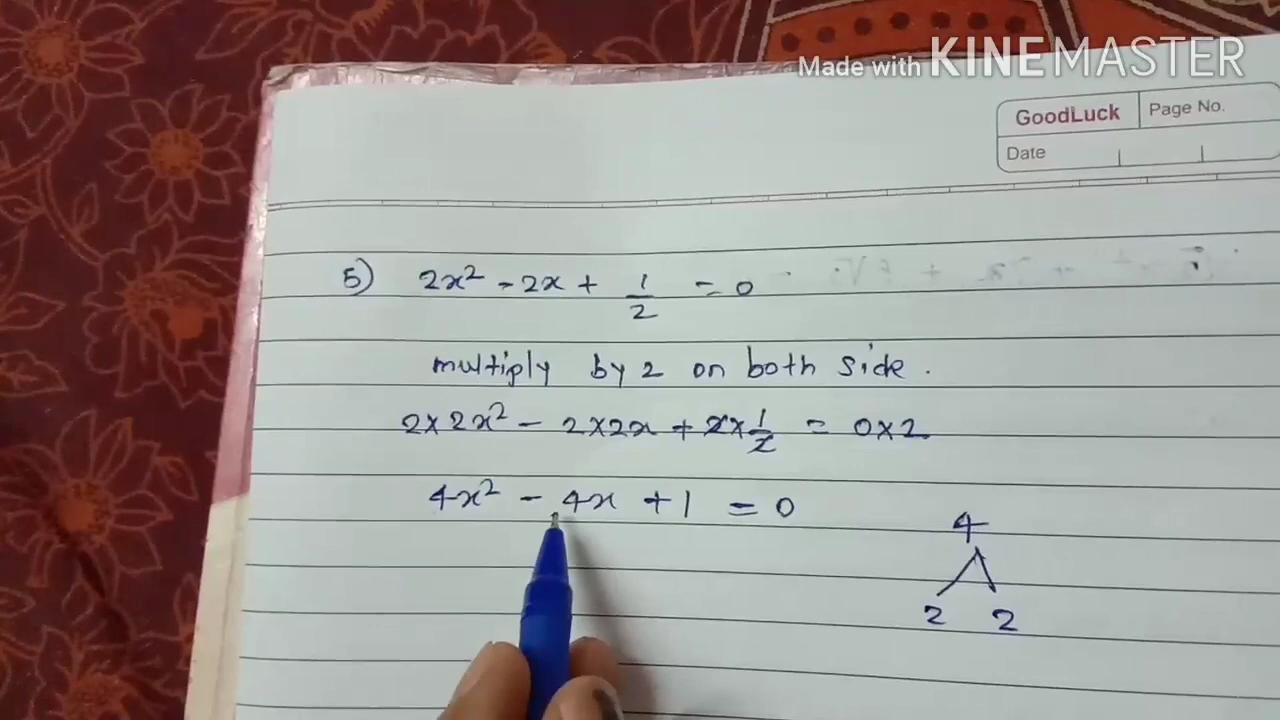 Made with KINEMASTER
GoodLuck Page No.
Date
5) 2x² - 2x + 1/2 = 0
multiply by 2 on both side.
2×2x² - 2×2x + 2×1/2 = 0×2
4x² - 4x + 1 = 0
4
2 2